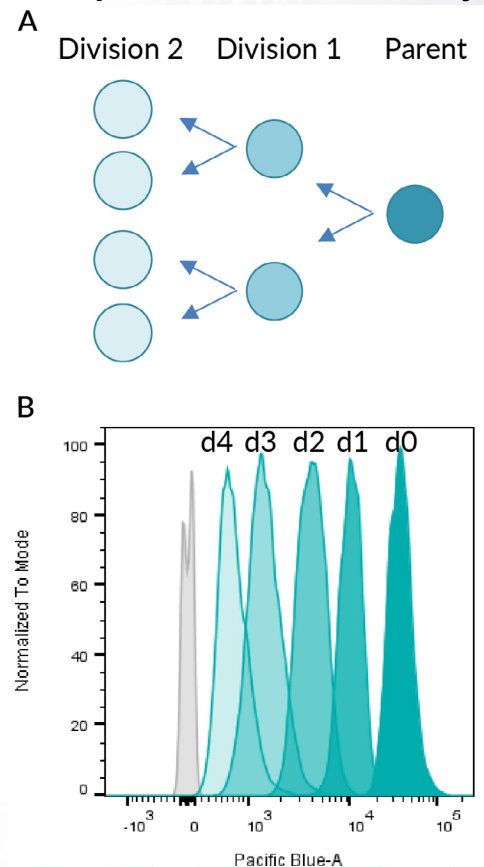 A
Division 2 Division 1 Parent
B
d4 d3 d2 d1 d0
Normalized To Mode
100
80
60
40
20
0
-10 3 0 10 3 10 4 10 5
Pacific Blue-A